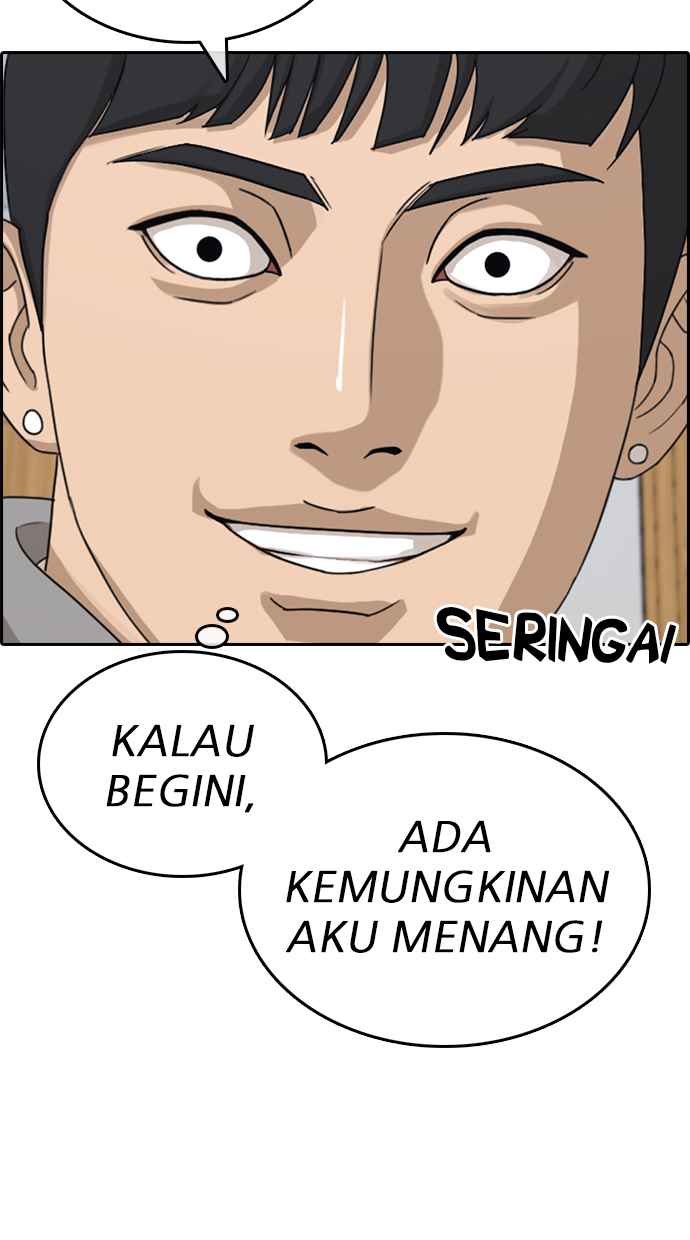 SERINGAI
KALAU
BEGINI,
ADA
KEMUNGKINAN
AKU MENANG!